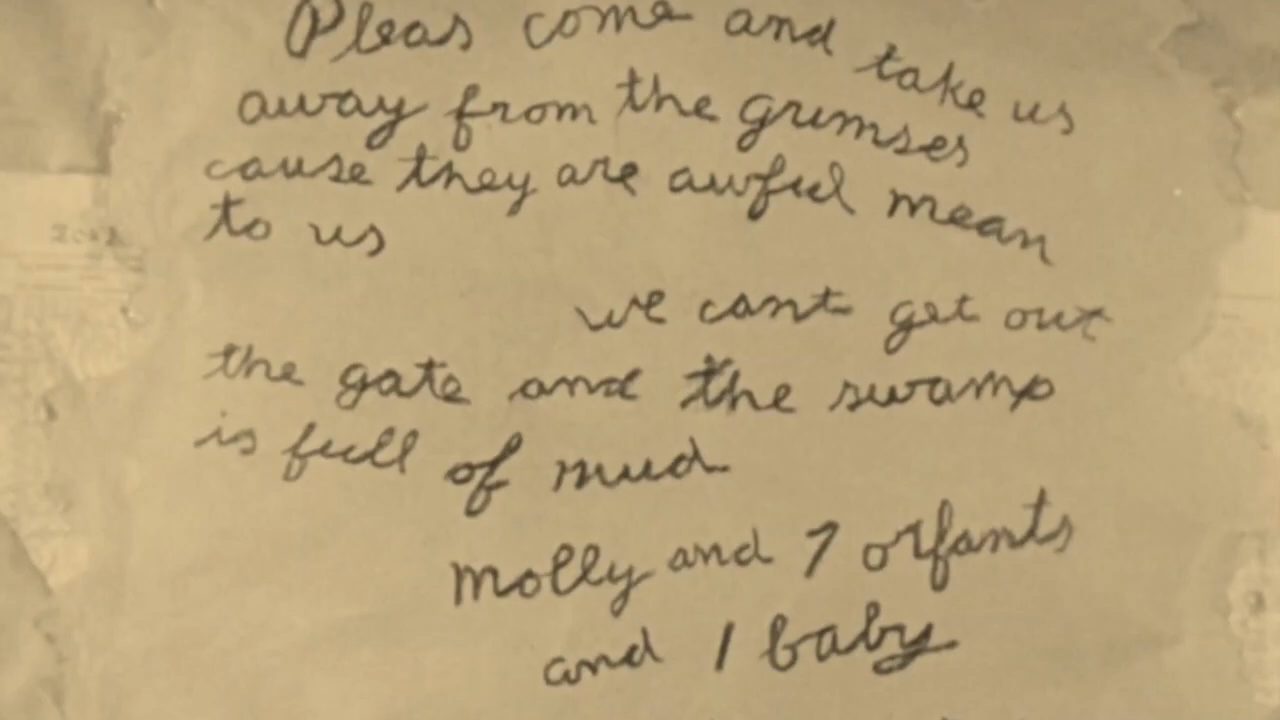 Pleas come and take us
away from the grimses
cause they are awful mean
to us
we cant get out
the gate and the swamp
is full of mud
Molly and 7 orfants
and 1 baby